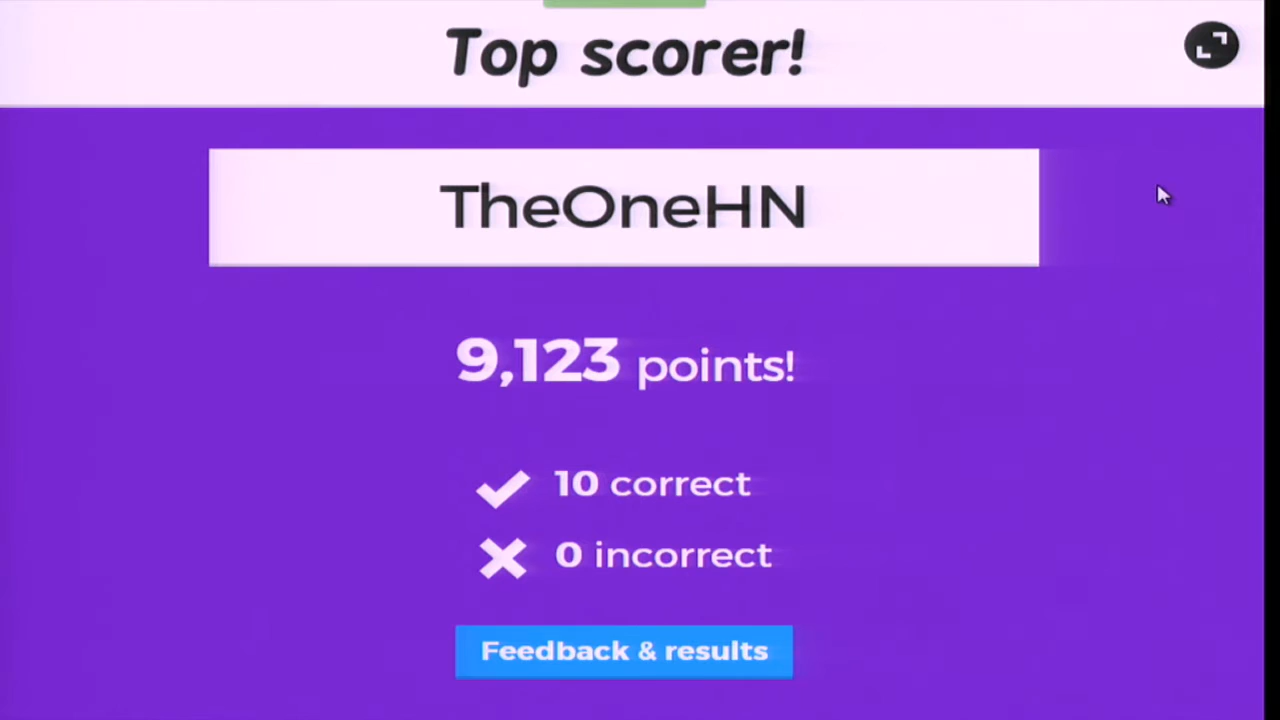 Top scorer!
TheOneHN
9,123 points!
10 correct
0 incorrect
Feedback & results